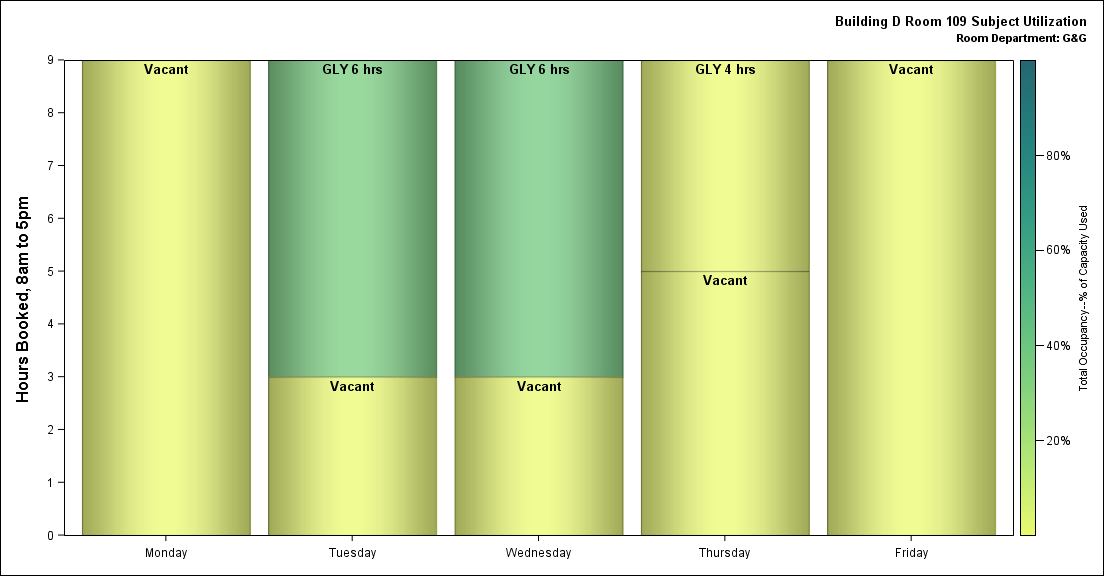 Building D Room 109 Subject Utilization
Room Department: G&G
Hours Booked, 8am to 5pm
9
8
7
6
5
4
3
2
1
0
Vacant
GLY 6 hrs
Vacant
GLY 6 hrs
Vacant
GLY 4 hrs
Vacant
Vacant
Monday
Tuesday
Wednesday
Thursday
Friday
80%
60%
40%
20%
Total Occupancy--% of Capacity Used